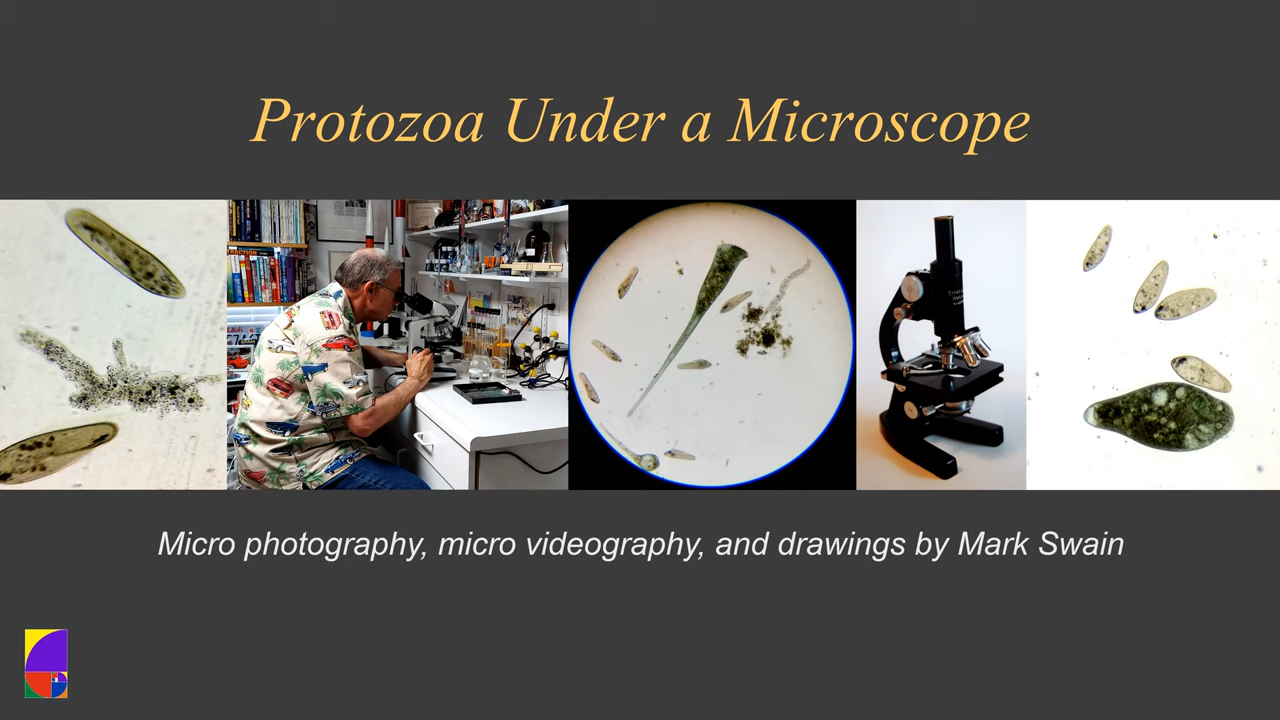 Protozoa Under a Microscope
Micro photography, micro videography, and drawings by Mark Swain